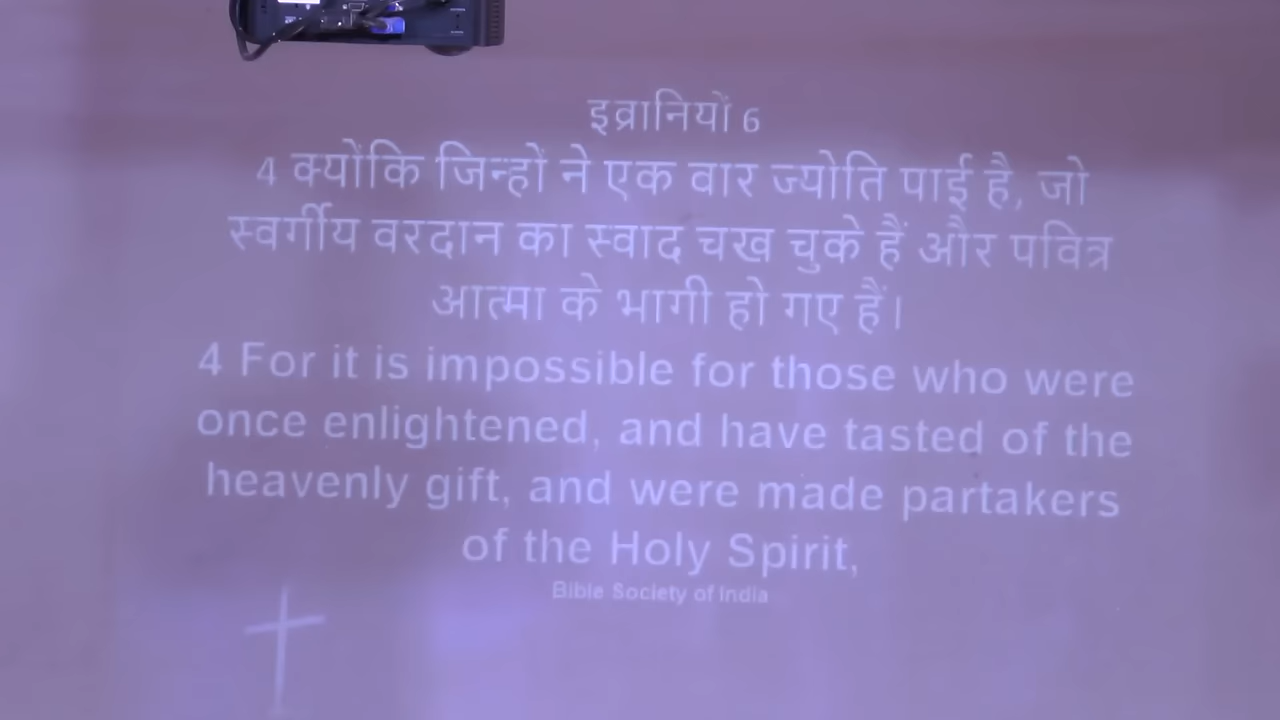 इब्रानियों 6
4 क्योंकि जिन्हों ने एक बार ज्योति पाई है, जो
स्वर्गीय वरदान का स्वाद चख चुके हैं और पवित्र
आत्मा के भागी हो गए हैं।
4 For it is impossible for those who were
once enlightened, and have tasted of the
heavenly gift, and were made partakers
of the Holy Spirit,
Bible Society of India